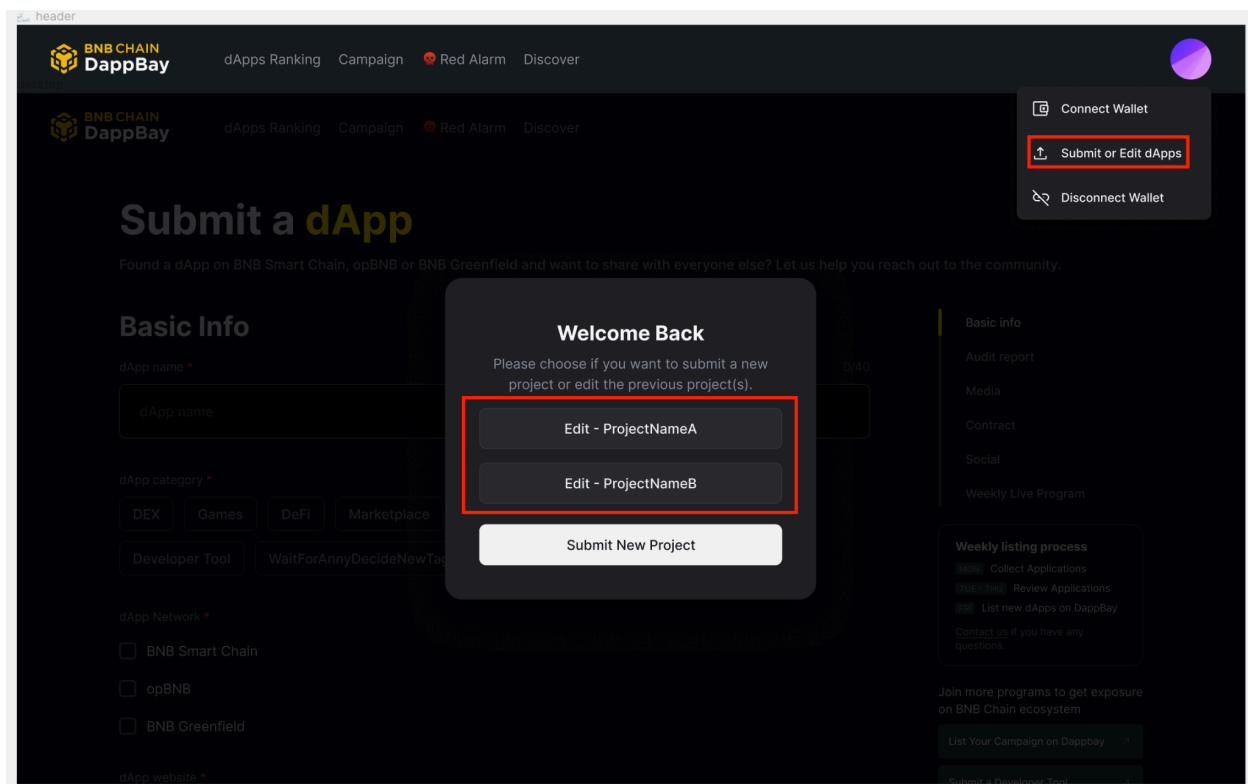 header
BNB CHAIN
DappBay
dApps Ranking Campaign Red Alarm Discover
desktop
BNB CHAIN
DappBay
dApps Ranking Campaign Red Alarm Discover
Connect Wallet
Submit or Edit dApps
Disconnect Wallet
Submit a dApp
Found a dApp on BNB Smart Chain, opBNB or BNB Greenfield and want to share with everyone else? Let us help you reach out to the community.
Basic Info
dApp name *
0/40
dApp name
dApp category *
DEX Games DeFi Marketplace
Developer Tool WaitForAnnyDecideNewTag
dApp Network *
BNB Smart Chain
opBNB
BNB Greenfield
dApp website *
Welcome Back
Please choose if you want to submit a new
project or edit the previous project(s).
Edit - ProjectNameA
Edit - ProjectNameB
Submit New Project
Basic info
Audit report
Media
Contract
Social
Weekly Live Program
Weekly listing process
MON Collect Applications
TUE - THU Review Applications
FRI List new dApps on DappBay
Contact us if you have any
questions.
Join more programs to get exposure
on BNB Chain ecosystem
List Your Campaign on Dappbay
Submit a Developer Tool